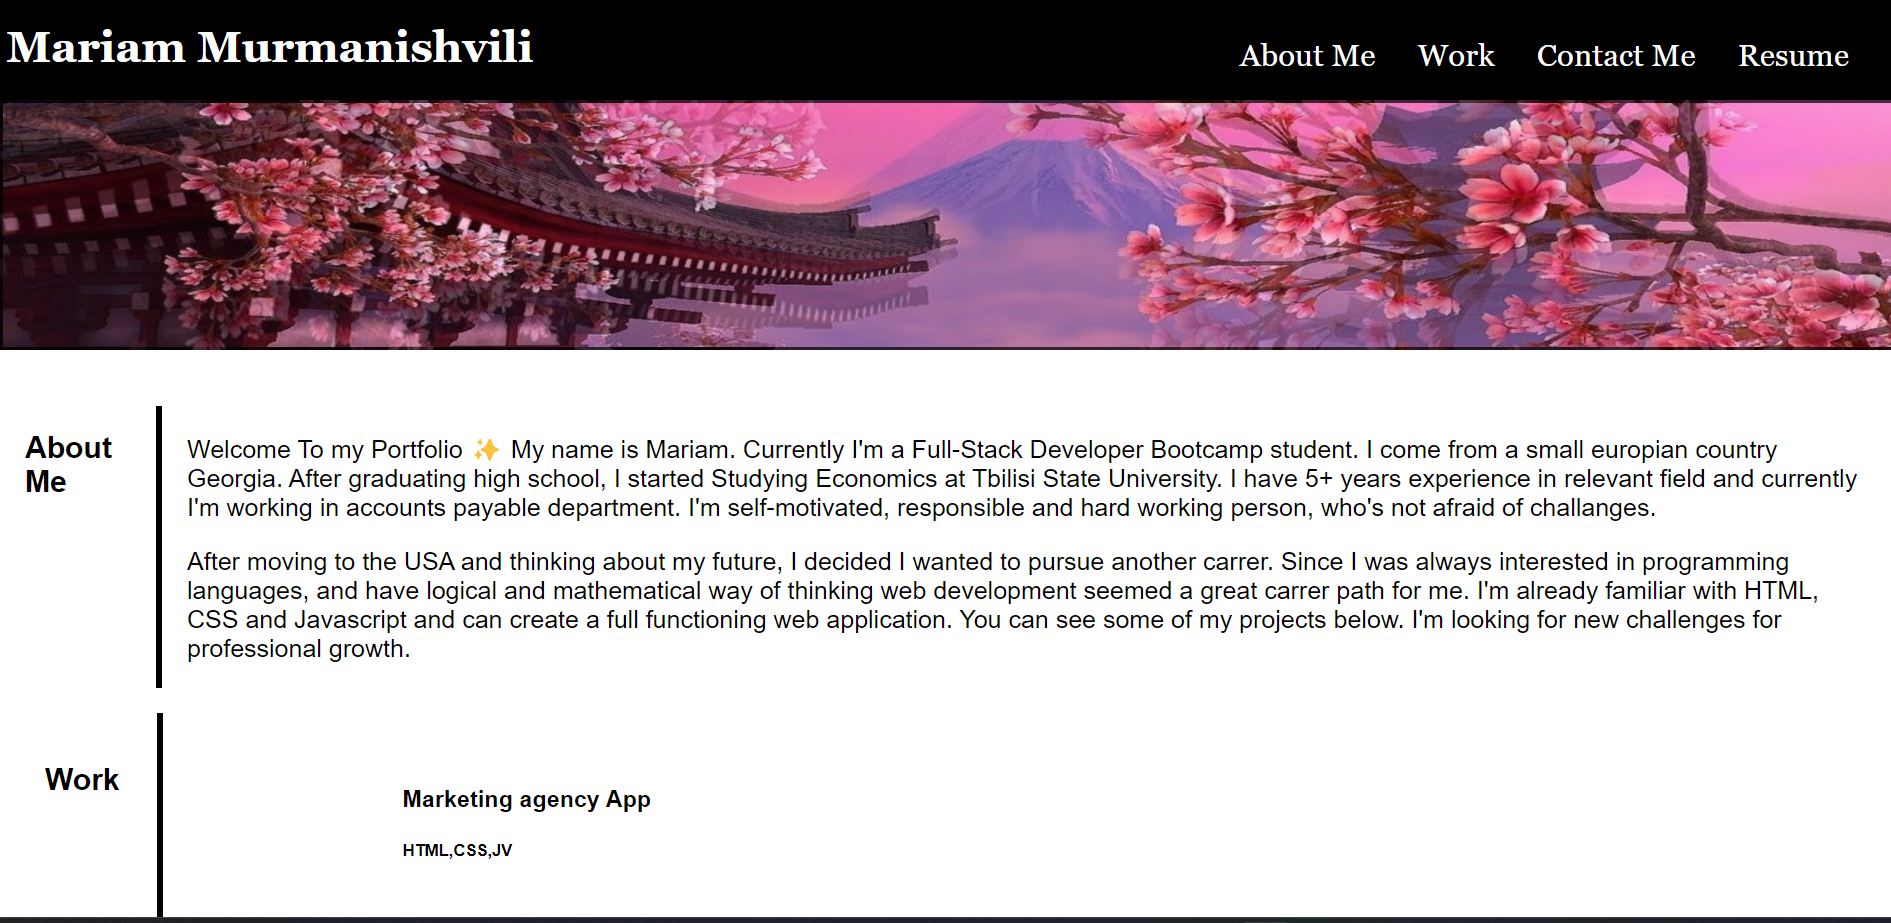 Mariam Murmanishvili
About Me Work Contact Me Resume
About
Me
Welcome To my Portfolio ✨ My name is Mariam. Currently I'm a Full-Stack Developer Bootcamp student. I come from a small europian country
Georgia. After graduating high school, I started Studying Economics at Tbilisi State University. I have 5+ years experience in relevant field and currently
I'm working in accounts payable department. I'm self-motivated, responsible and hard working person, who's not afraid of challanges.
After moving to the USA and thinking about my future, I decided I wanted to pursue another carrer. Since I was always interested in programming
languages, and have logical and mathematical way of thinking web development seemed a great carrer path for me. I'm already familiar with HTML,
CSS and Javascript and can create a full functioning web application. You can see some of my projects below. I'm looking for new challenges for
professional growth.
Work
Marketing agency App
HTML,CSS,JV